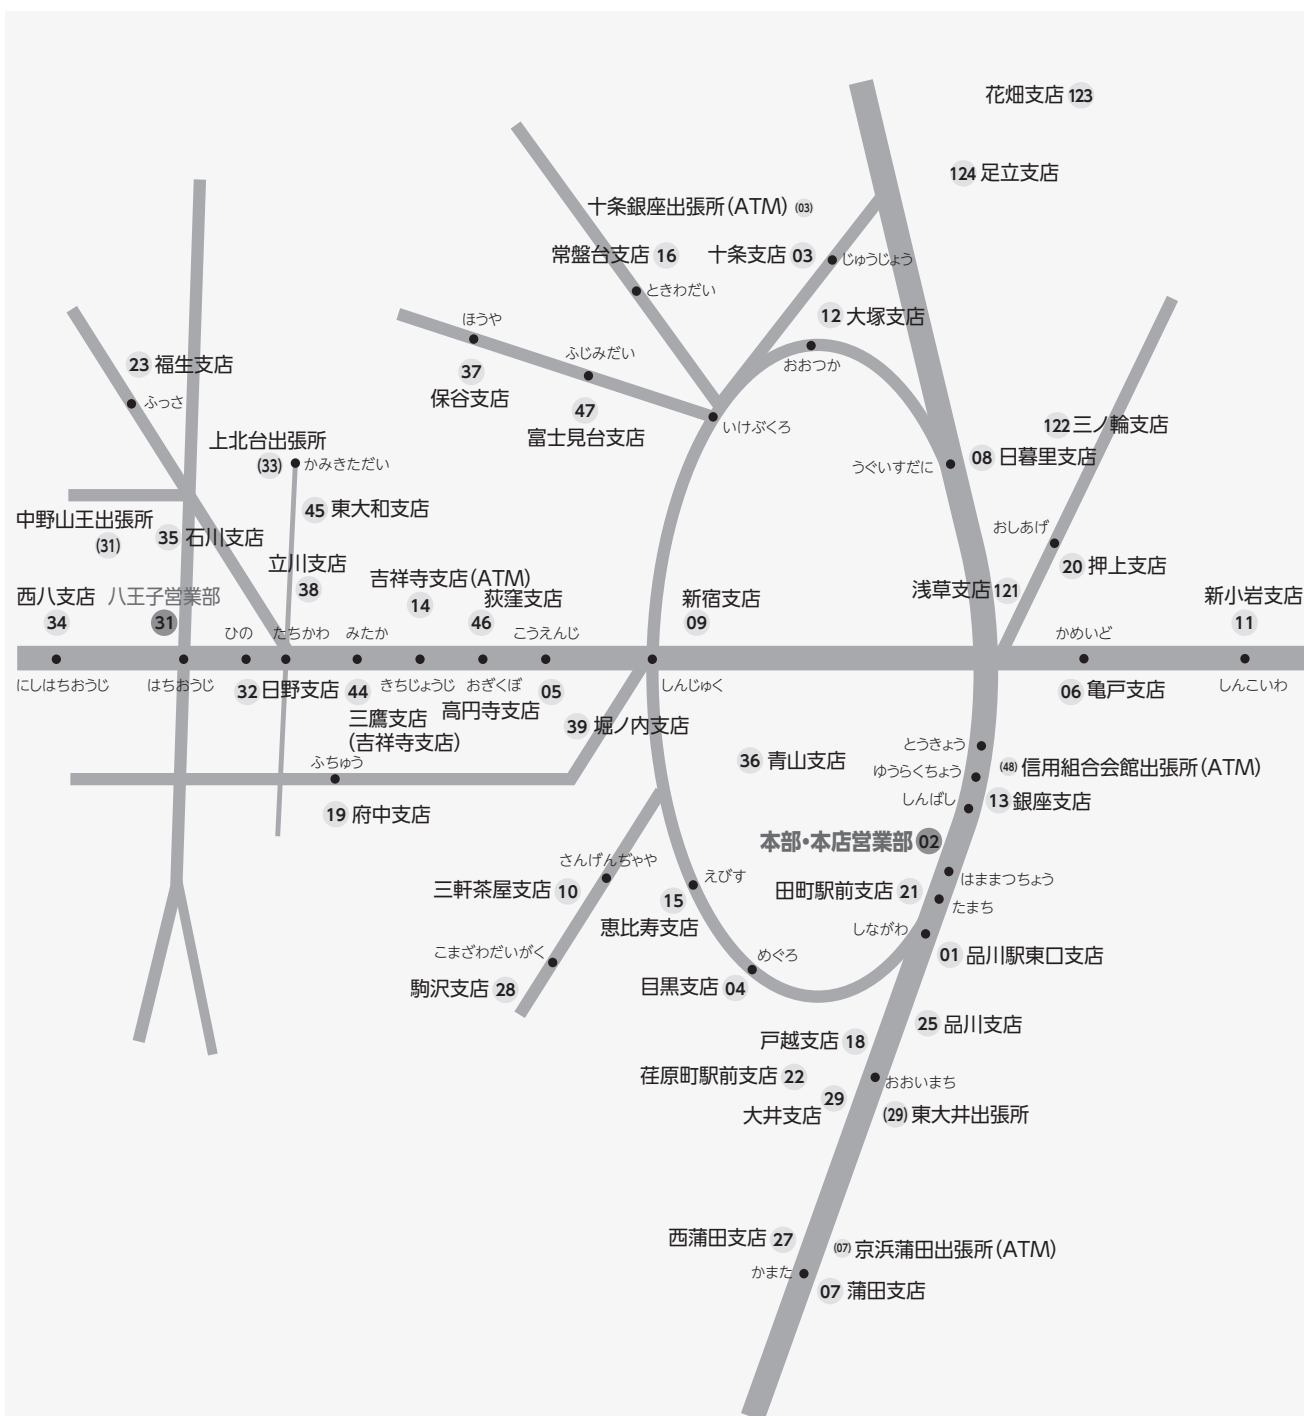 花畑支店 123
124 足立支店
十条銀座出張所(ATM) (03)
常盤台支店 16
十条支店 03
じゅうじょう
ときわだい
12 大塚支店
おおつか
ほうや
37
保谷支店
ふじみだい
47
富士見台支店
いけぶくろ
23 福生支店
ふっさ
上北台出張所
(33)
かみきただい
45 東大和支店
122 三ノ輪支店
08 日暮里支店
うぐいすだに
おしあげ
20 押上支店
中野山王出張所
(31)
35 石川支店
立川支店
38
吉祥寺支店(ATM)
14
荻窪支店
46
新宿支店
09
浅草支店 121
新小岩支店
11
西八支店
34
八王子営業部
31
ひの
たちかわ
みたか
こうえんじ
かめいど
にしはちおうじ
はちおうじ
32 日野支店
44
三鷹支店
(吉祥寺支店)
きちじょうじ
おぎくぼ
05
高円寺支店
しんじゅく
06 亀戸支店
しんこいわ
39 堀ノ内支店
ふちゅう
19 府中支店
36 青山支店
とうきょう
ゆうらくちょう
(48) 信用組合会館出張所(ATM)
しんばし
13 銀座支店
本部・本店営業部 02
はままつちょう
田町駅前支店 21
たまち
さんげんぢゃや
三軒茶屋支店 10
えびす
15
恵比寿支店
しながわ
01 品川駅東口支店
こまざわだいがく
駒沢支店 28
めぐろ
目黒支店 04
25 品川支店
戸越支店 18
荏原町駅前支店 22
おおいまち
29
大井支店
(29) 東大井出張所
西蒲田支店 27
(07) 京浜蒲田出張所(ATM)
かまた
07 蒲田支店